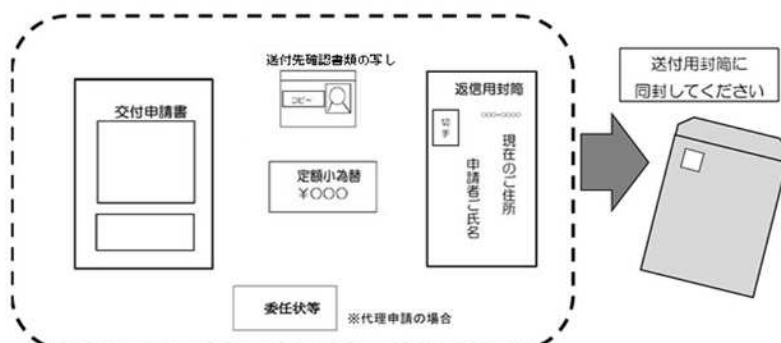 送付先確認書類の写し
コピー
交付申請書
定額小為替
¥○○○
返信用封筒
切手
○○○-○○○○
現在のご住所
申請者ご氏名
委任状等
※代理申請の場合
送付用封筒に
同封してください